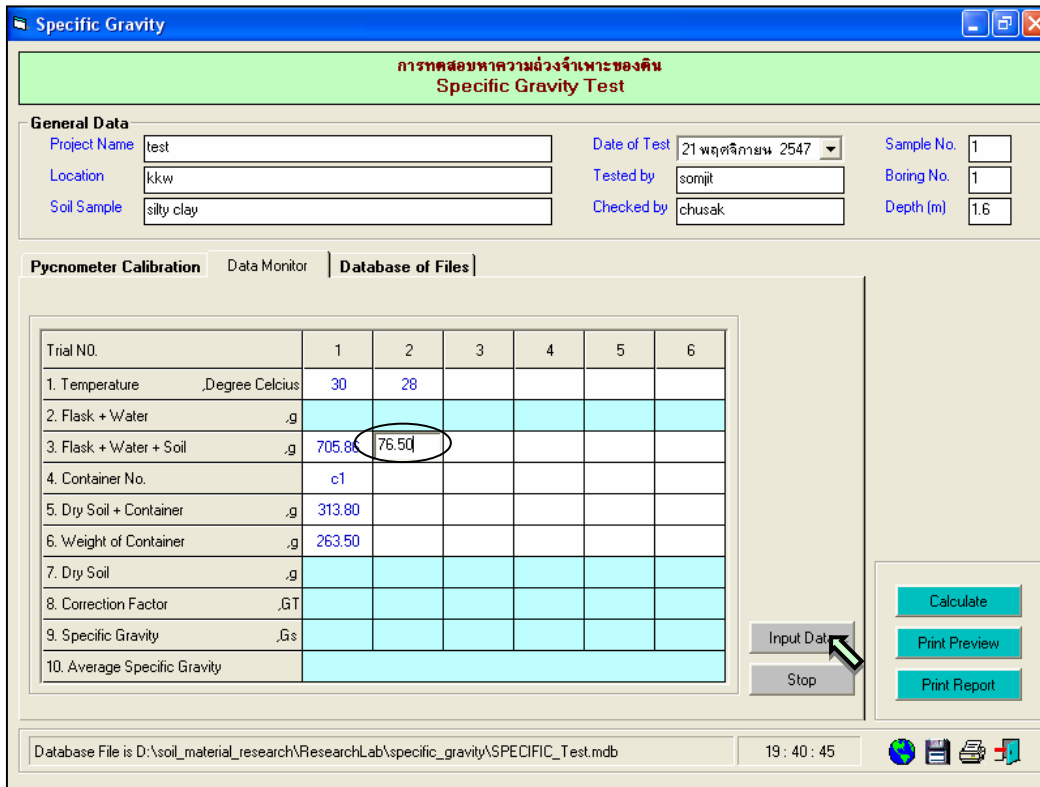 Specific Gravity
การทดสอบหาความถ่วงจำเพาะของดิน
Specific Gravity Test
General Data
Project Name test Date of Test 21 พฤศจิกายน 2547 Sample No. 1
Location kkw Tested by somjit Boring No. 1
Soil Sample silty clay Checked by chusak Depth (m) 1.6
Pycnometer Calibration Data Monitor Database of Files
Trial N0. 1 2 3 4 5 6
1. Temperature ,Degree Celcius 30 28
2. Flask + Water ,g
3. Flask + Water + Soil ,g 705.86 76.50
4. Container No. c1
5. Dry Soil + Container ,g 313.80
6. Weight of Container ,g 263.50
7. Dry Soil ,g
8. Correction Factor ,GT
9. Specific Gravity ,Gs
10. Average Specific Gravity
Input Data
Stop
Calculate
Print Preview
Print Report
Database File is D:\soil_material_research\ResearchLab\specific_gravity\SPECIFIC_Test.mdb 19 : 40 : 45